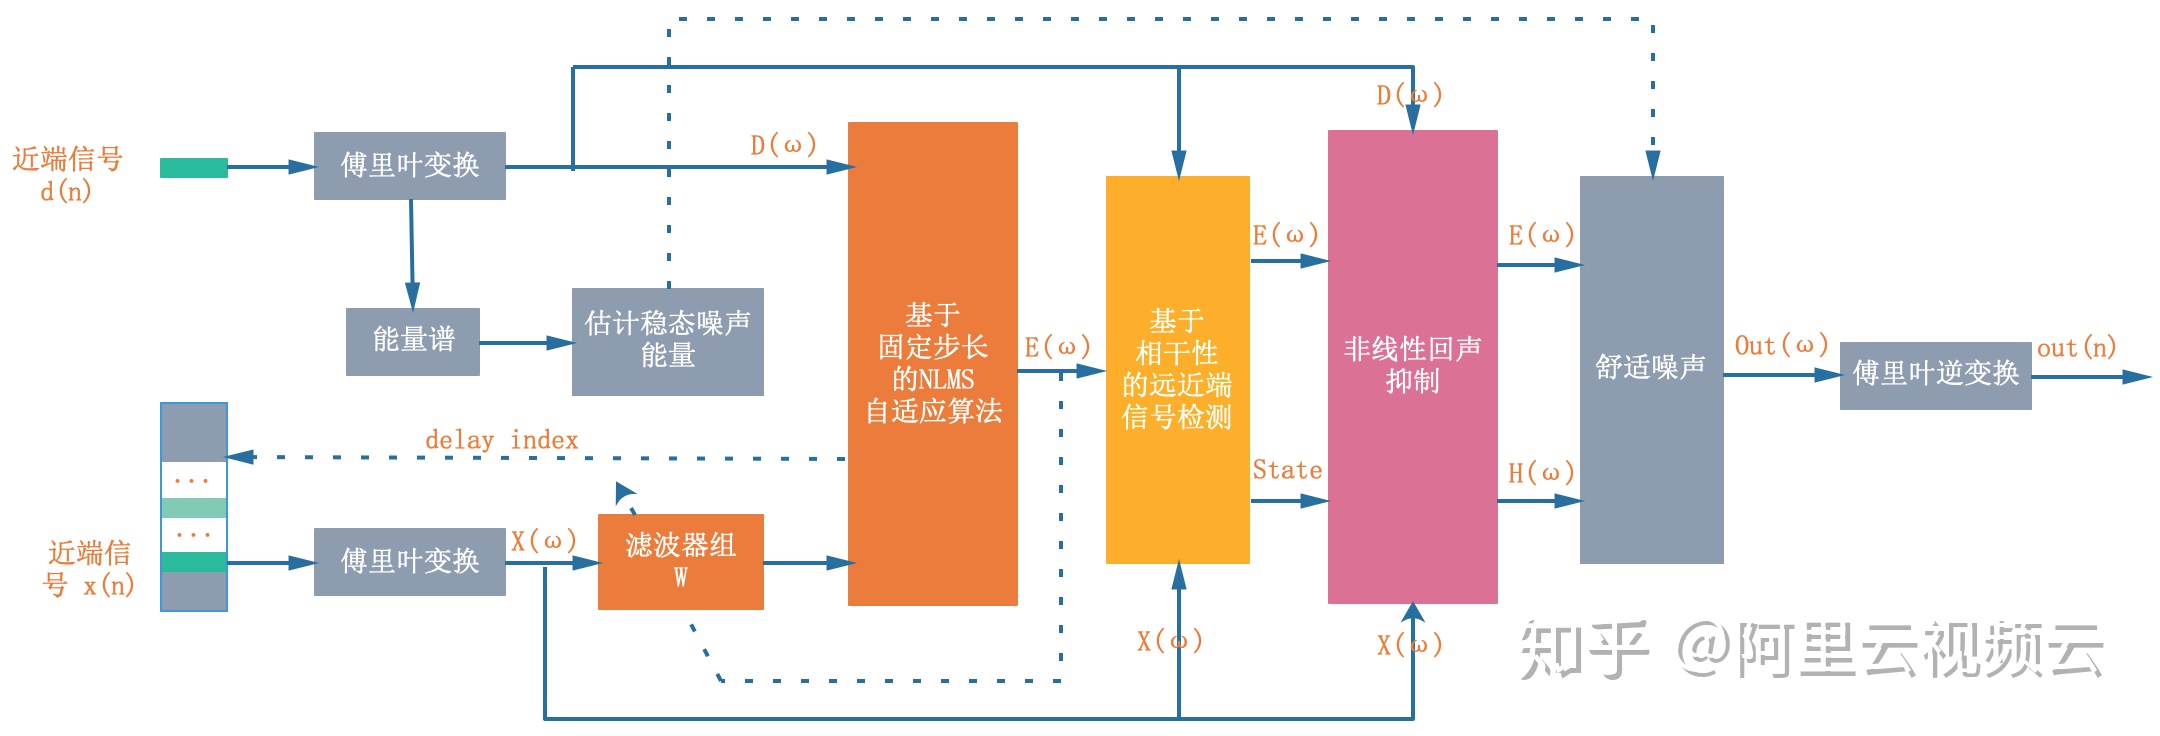 近端信号
d(n)
傅里叶变换
D(ω)
D(ω)
能量谱
估计稳态噪声
能量
基于
固定步长
的NLMS
自适应算法
E(ω)
基于
相干性
的远近端
信号检测
E(ω)
State
非线性回声
抑制
E(ω)
H(ω)
舒适噪声
Out(ω)
傅里叶逆变换
out(n)
delay index
...
...
近端信
号 x(n)
傅里叶变换
X(ω)
滤波器组
W
X(ω)
X(ω)
知乎 @阿里云视频云